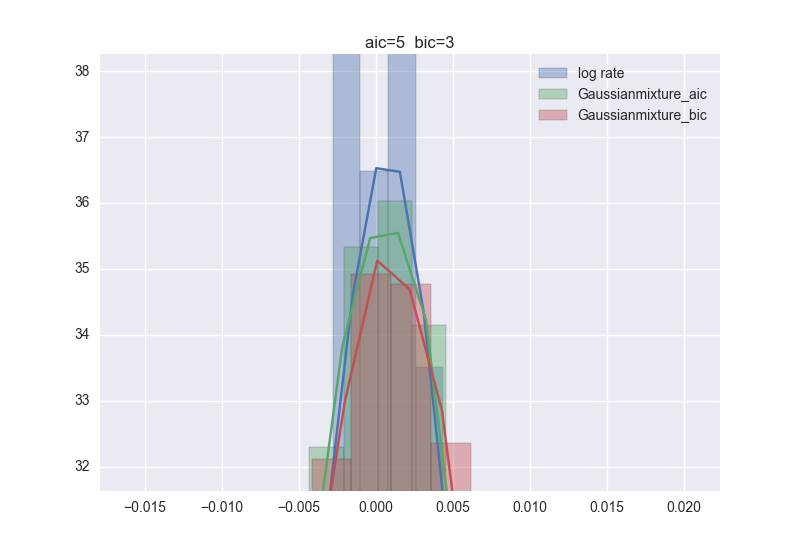 aic=5 bic=3
log rate
Gaussianmixture_aic
Gaussianmixture_bic
38
37
36
35
34
33
32
−0.015 −0.010 −0.005 0.000 0.005 0.010 0.015 0.020